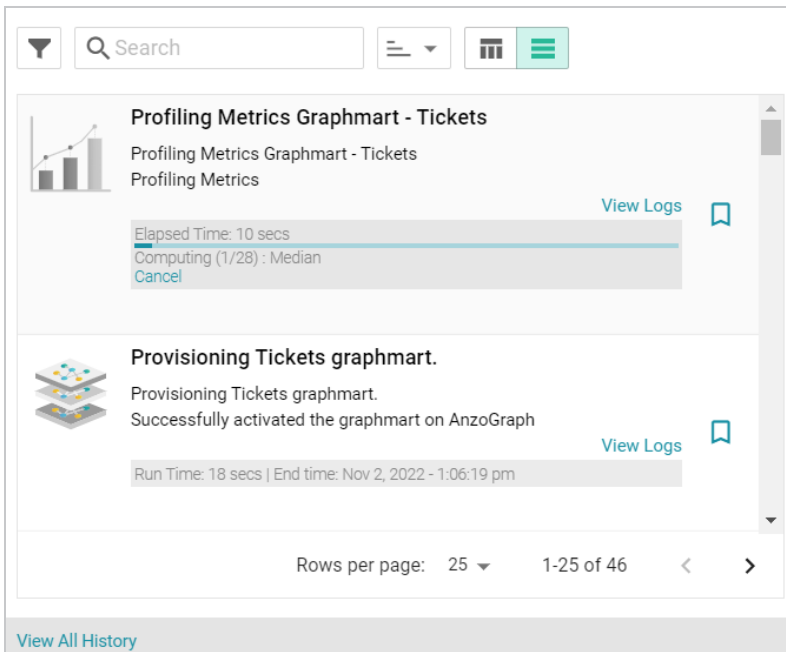 Search
Profiling Metrics Graphmart - Tickets
Profiling Metrics Graphmart - Tickets
Profiling Metrics
View Logs
Elapsed Time: 10 secs
Computing (1/28) : Median
Cancel
Provisioning Tickets graphmart.
Provisioning Tickets graphmart.
Successfully activated the graphmart on AnzoGraph
View Logs
Run Time: 18 secs | End time: Nov 2, 2022 - 1:06:19 pm
Rows per page: 25 1-25 of 46
View All History